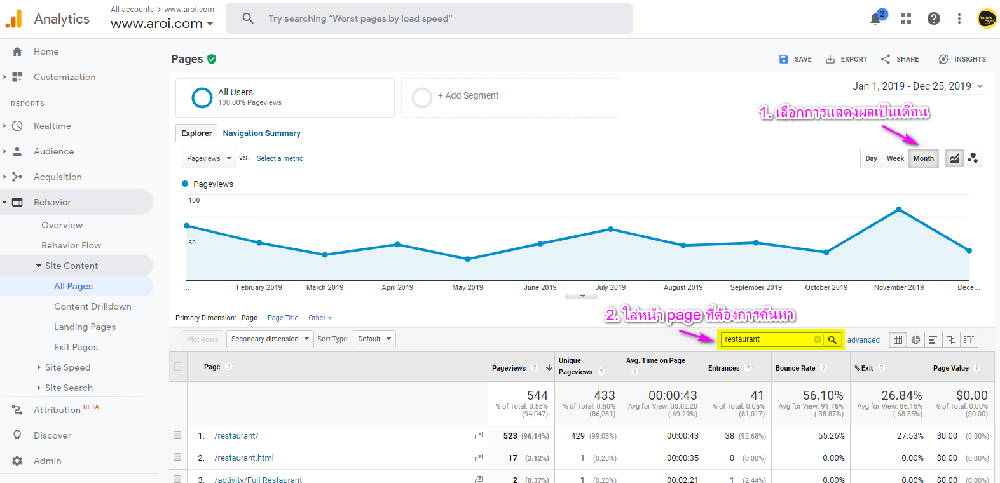 Analytics
All accounts > www.aroi.com
www.aroi.com
Try searching “Worst pages by load speed”
2
Yellow Pages
Home
Customization
REPORTS
Realtime
Audience
Acquisition
Behavior
Overview
Behavior Flow
Site Content
All Pages
Content Drilldown
Landing Pages
Exit Pages
Site Speed
Site Search
Attribution BETA
Discover
Admin
Pages
SAVE EXPORT SHARE INSIGHTS
All Users
100.00% Pageviews
+ Add Segment
Jan 1, 2019 - Dec 25, 2019
1. เลือกการแสดงผลเป็นเดือน
Explorer Navigation Summary
Pageviews VS. Select a metric
Day Week Month
Pageviews
100
50
... February 2019 March 2019 April 2019 May 2019 June 2019 July 2019 August 2019 September 2019 October 2019 November 2019 Dece...
2. ใส่หน้า page ที่ต้องการค้นหา
Primary Dimension: Page Page Title Other
Plot Rows Secondary dimension Sort Type: Default restaurant advanced
Page ? Pageviews ? Unique Pageviews ? Avg. Time on Page ? Entrances ? Bounce Rate ? % Exit ? Page Value ?
544 433 00:00:43 41 56.10% 26.84% $0.00
% of Total: 0.58% % of Total: 0.50% Avg for View: 00:02:20 % of Total: 0.05% Avg for View: 91.76% Avg for View: 86.15% % of Total: 0.00%
(94,047) (86,281) (-69.20%) (81,017) (-38.87%) (-68.85%) ($0.00)
1. /restaurant/ 523 (96.14%) 429 (99.08%) 00:00:43 38 (92.68%) 55.26% 27.53% $0.00 (0.00%)
2. /restaurant.html 17 (3.12%) 1 (0.23%) 00:00:35 0 (0.00%) 0.00% 0.00% $0.00 (0.00%)
3. /activity/Fuji Restaurant 2 (0.37%) 1 (0.23%) 00:02:21 1 (2.44%) 0.00% 0.00% $0.00 (0.00%)